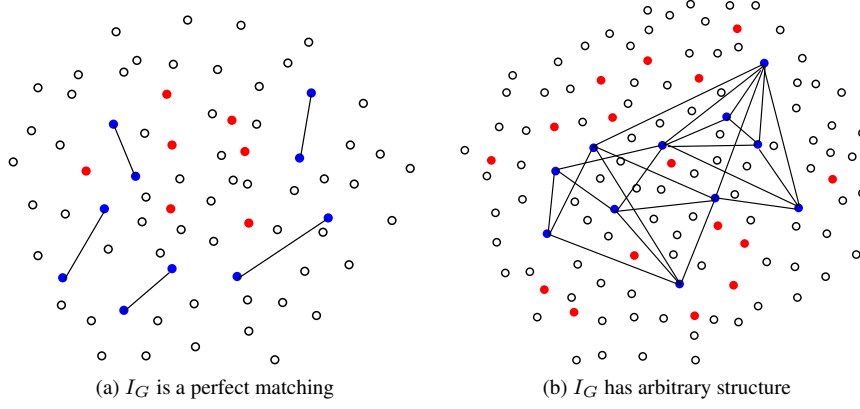 (a) I_G is a perfect matching
(b) I_G has arbitrary structure